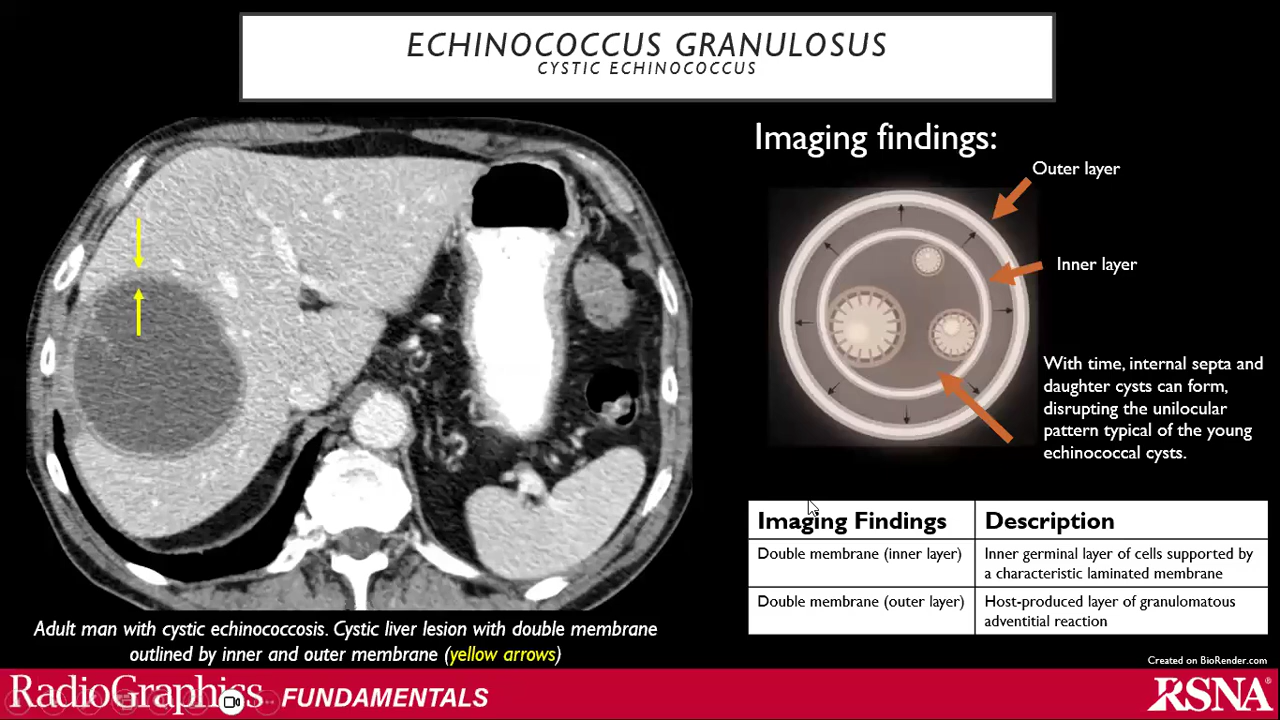 ECHINOCOCCUS GRANULOSUS
CYSTIC ECHINOCOCCUS
Imaging findings:
Outer layer
Inner layer
With time, internal septa and
daughter cysts can form,
disrupting the unilocular
pattern typical of the young
echinococcal cysts.
Imaging Findings
Description
Double membrane (inner layer)
Inner germinal layer of cells supported by
a characteristic laminated membrane
Double membrane (outer layer)
Host-produced layer of granulomatous
adventitial reaction
Adult man with cystic echinococcosis. Cystic liver lesion with double membrane
outlined by inner and outer membrane (yellow arrows)
Created on BioRender.com
RadioGraphics FUNDAMENTALS
RSNA